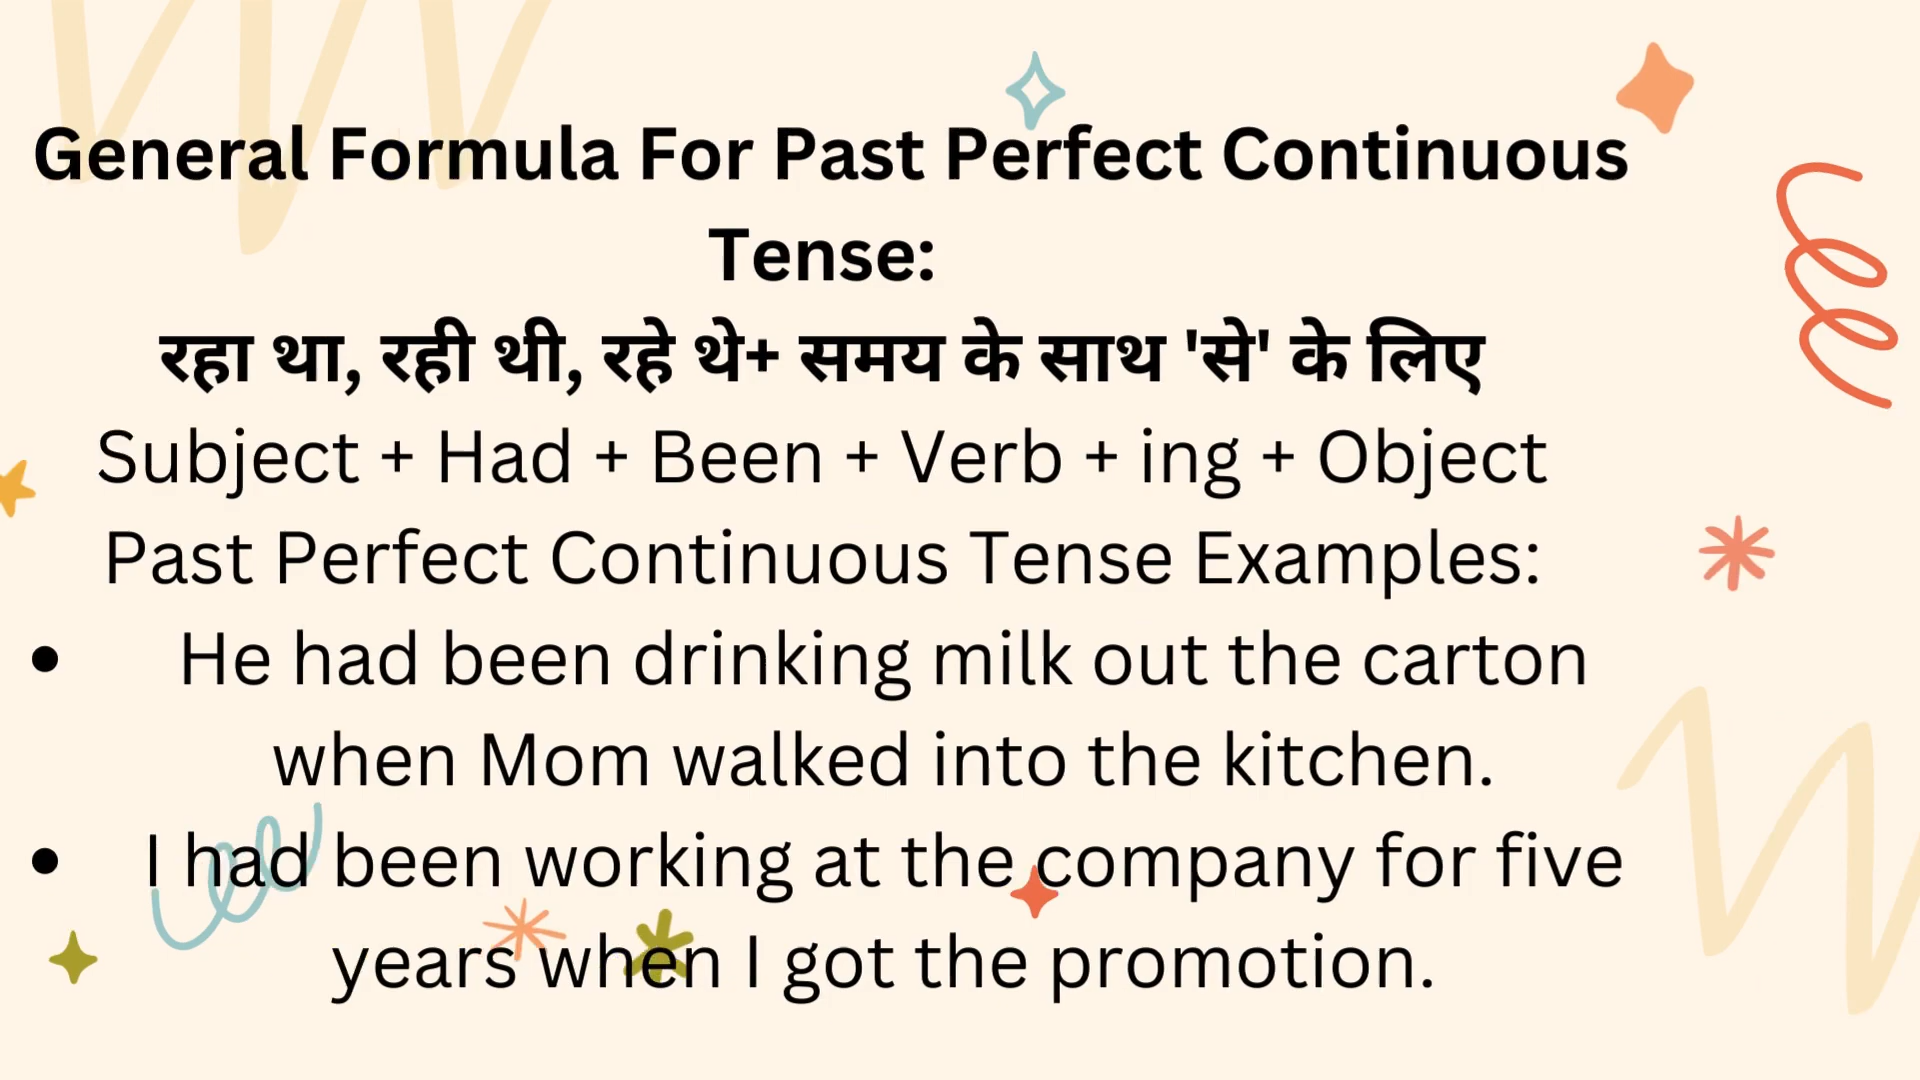 General Formula For Past Perfect Continuous
Tense:
रहा था, रही थी, रहे थे+ समय के साथ 'से' के लिए
Subject + Had + Been + Verb + ing + Object
Past Perfect Continuous Tense Examples:
• He had been drinking milk out the carton
when Mom walked into the kitchen.
• I had been working at the company for five
years when I got the promotion.